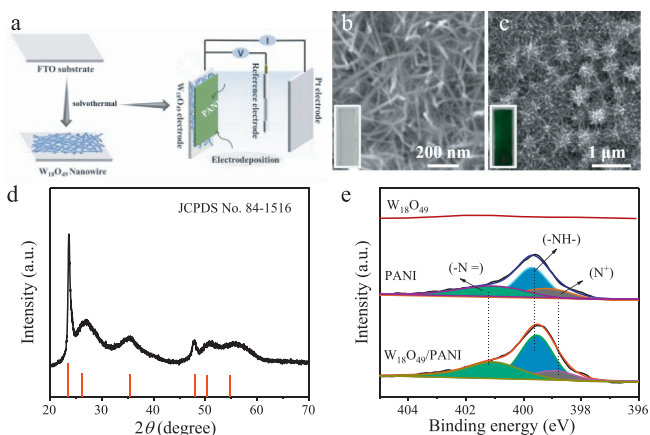 a
FTO substrate
solvothermal
W18O49 Nanowire
I
V
W18O49 electrode
PANI
Reference electrode
Pt electrode
Electrodeposition
b
200 nm
c
1 μm
d
JCPDS No. 84-1516
Intensity (a.u.)
20 30 40 50 60 70
2θ (degree)
e
W18O49
(-NH-)
PANI
(-N =)
(N+)
W18O49/PANI
Intensity (a.u.)
404 402 400 398 396
Binding energy (eV)